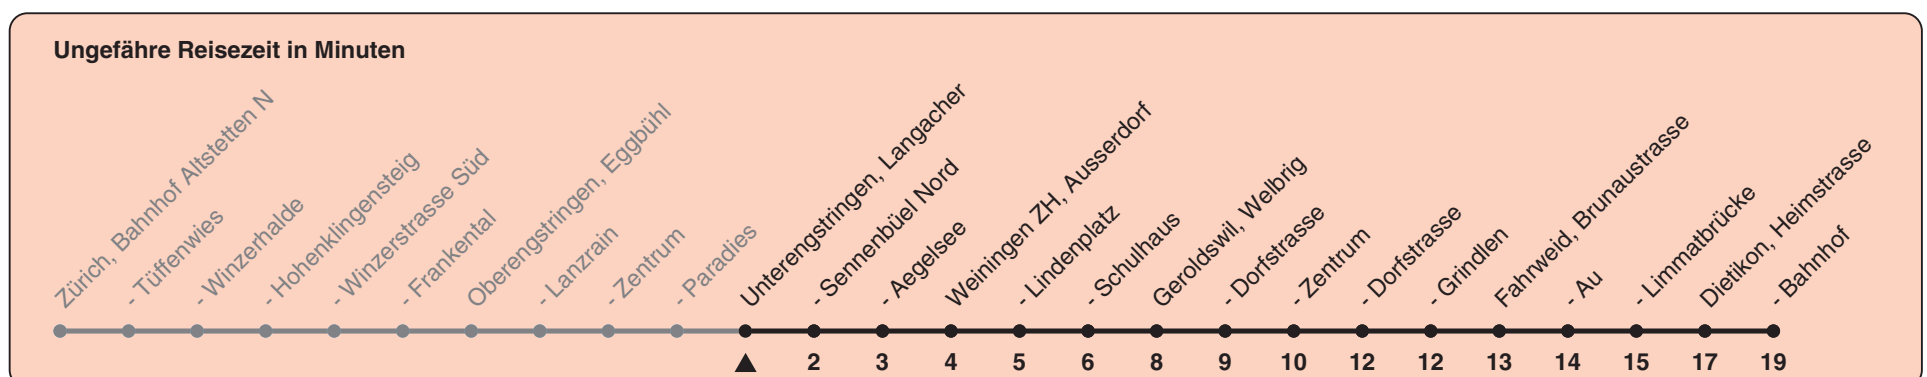 Ungefähre Reisezeit in Minuten
Zürich, Bahnhof Altstetten N
- Tüffenwies
- Winzerhalde
- Hohenklingensteig
- Winzerstrasse Süd
- Frankental
Oberengstringen, Eggbühl
- Lanzrain
- Zentrum
- Paradies
Unterengstringen, Langacher
- Sennenbüel Nord
- Aegelsee
Weiningen ZH, Ausserdorf
- Lindenplatz
- Schulhaus
Geroldswil, Welbrig
- Dorfstrasse
- Zentrum
- Dorfstrasse
- Grindlen
Fahrweid, Brunaustrasse
- Au
- Limmatbrücke
Dietikon, Heimstrasse
- Bahnhof
2 3 4 5 6 8 9 10 12 12 13 14 15 17 19